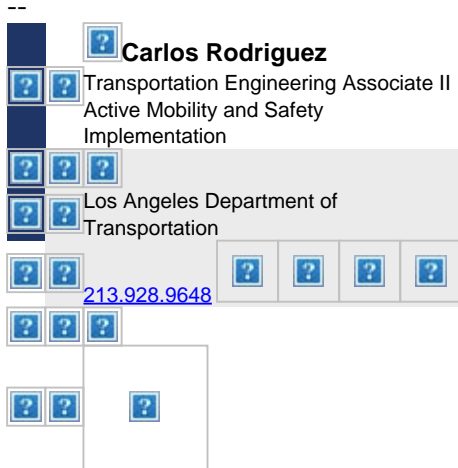 --
Carlos Rodriguez
Transportation Engineering Associate II
Active Mobility and Safety
Implementation
Los Angeles Department of
Transportation
213.928.9648